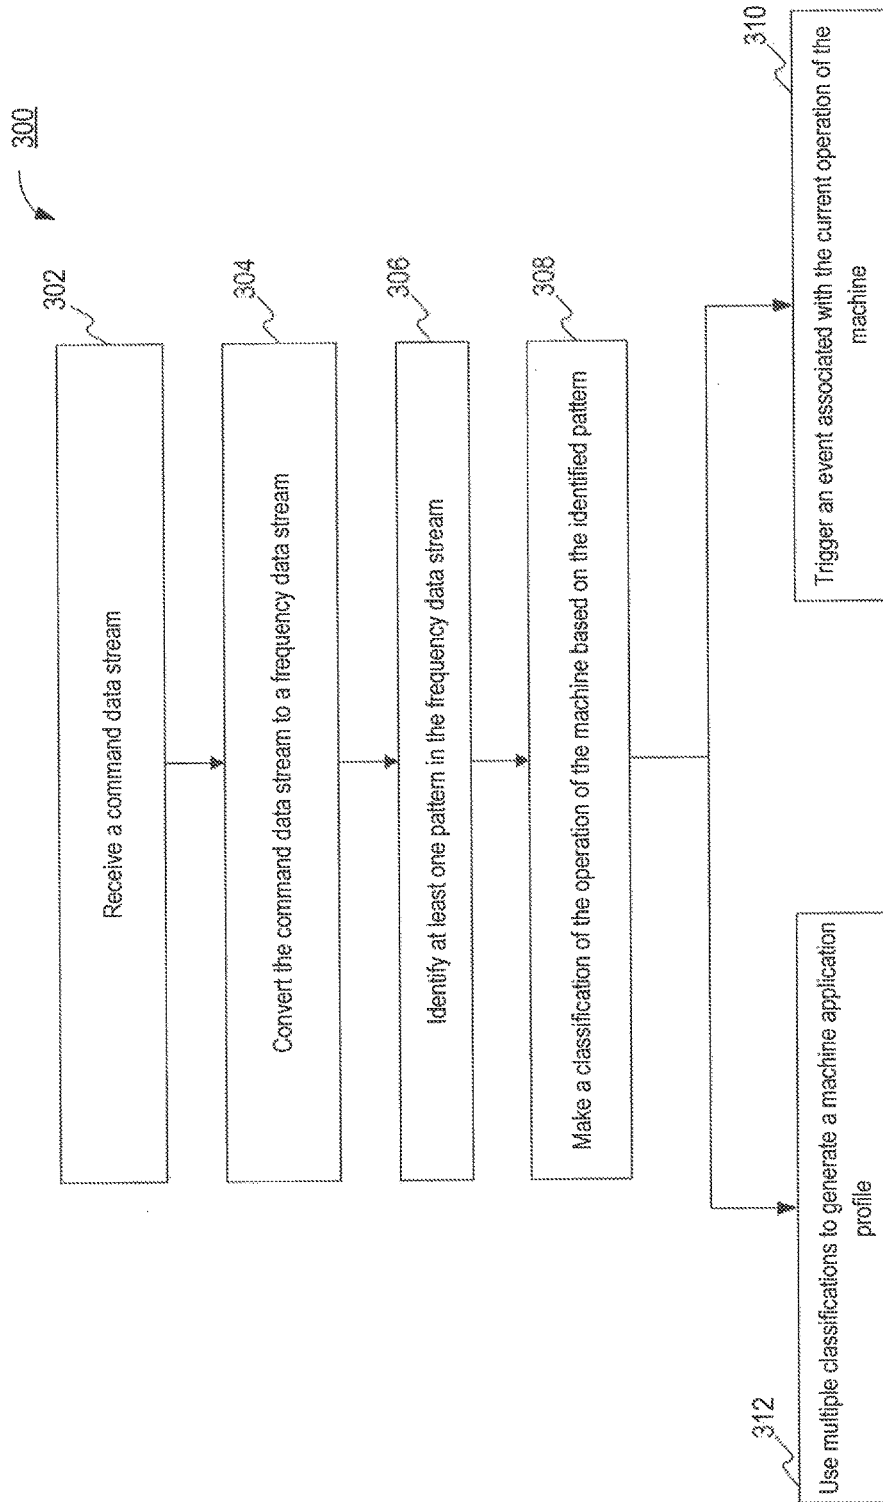 300
302
Receive a command data stream
304
Convert the command data stream to a frequency data stream
306
Identify at least one pattern in the frequency data stream
308
Make a classification of the operation of the machine based on the identified pattern
312
Use multiple classifications to generate a machine application
profile
310
Trigger an event associated with the current operation of the
machine